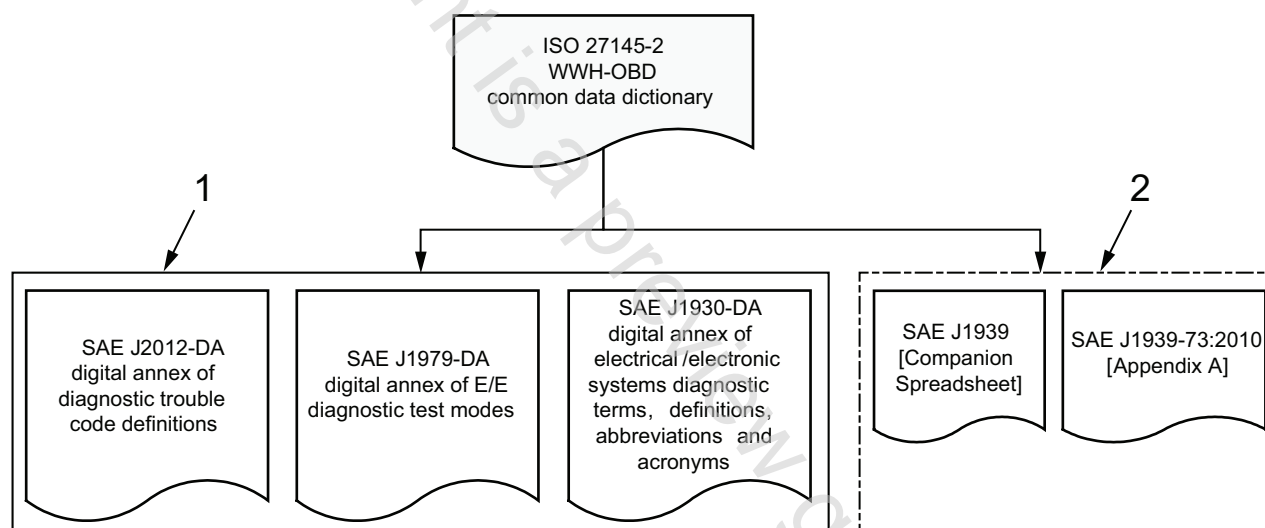 ISO 27145-2
WWH-OBD
common data dictionary
1
2
SAE J2012-DA
digital annex of
diagnostic trouble
code definitions
SAE J1979-DA
digital annex of E/E
diagnostic test modes
SAE J1930-DA
digital annex of
electrical /electronic
systems diagnostic
terms, definitions,
abbreviations and
acronyms
SAE J1939
[Companion
Spreadsheet]
SAE J1939-73:2010
[Appendix A]
is a preview